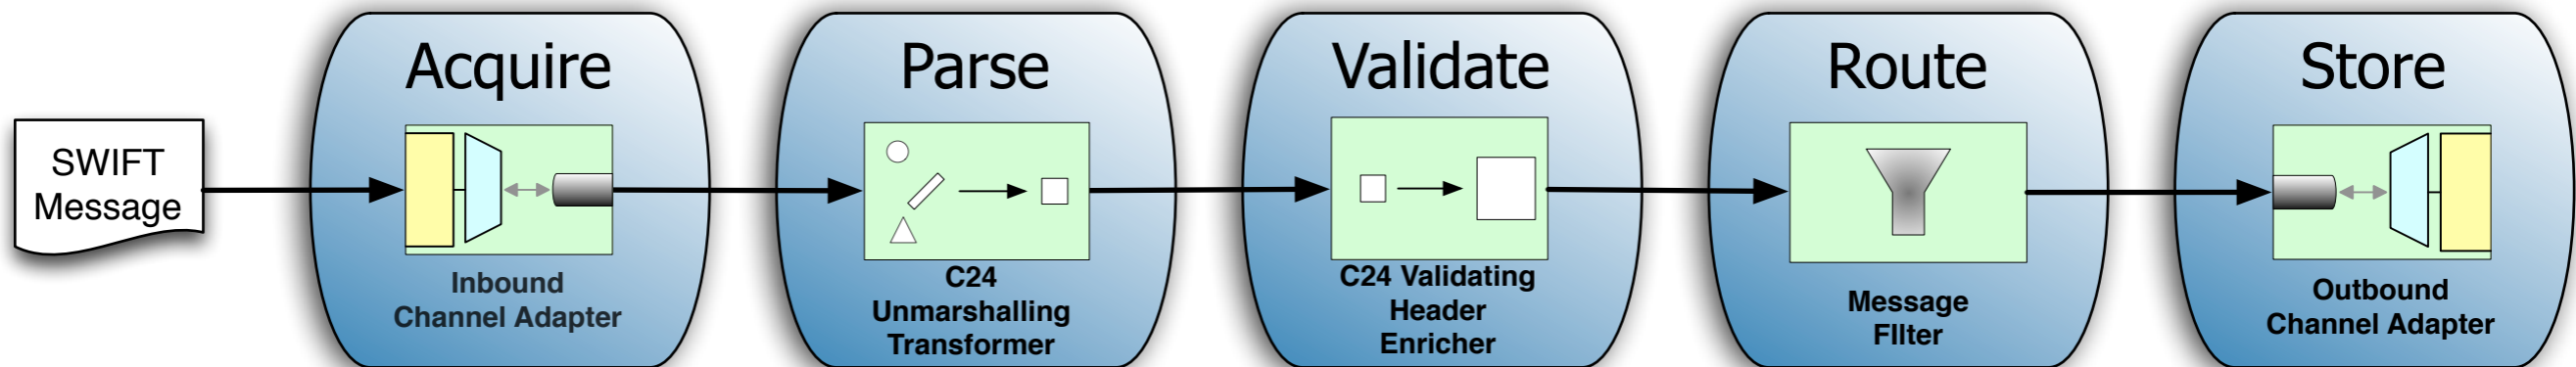 SWIFT
Message
Acquire
Inbound
Channel Adapter
Parse
C24
Unmarshalling
Transformer
Validate
C24 Validating
Header
Enricher
Route
Message
FIlter
Store
Outbound
Channel Adapter